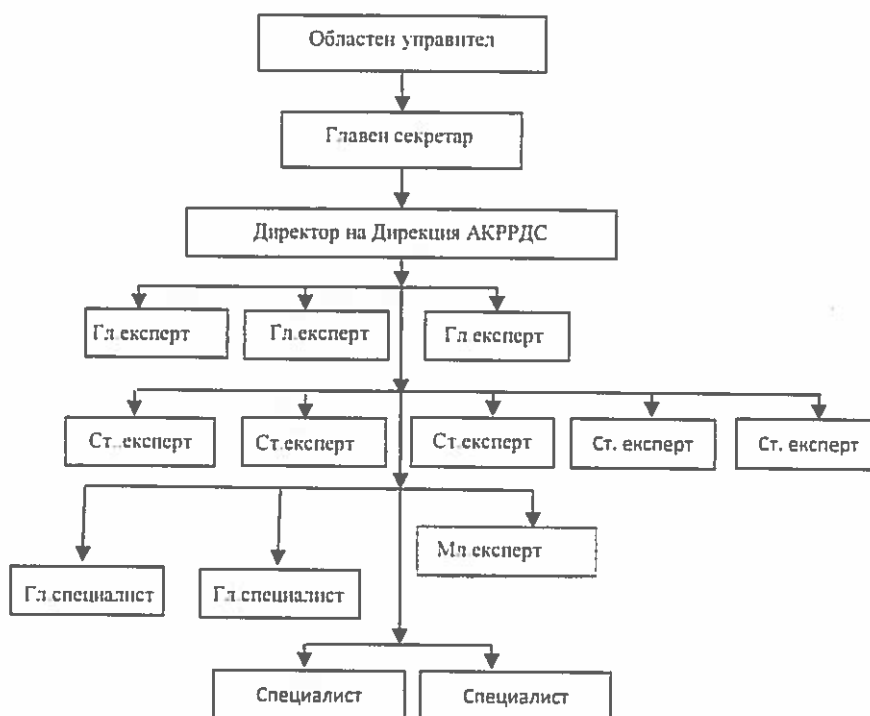 Областен управител
Главен секретар
Директор на Дирекция АКРРДС
Гл.експерт
Гл.експерт
Гл.експерт
Ст..експерт
Ст.експерт
Ст.експерт
Ст. експерт
Ст. експерт
Мл.експерт
Гл.специалист
Гл.специалист
Специалист
Специалист